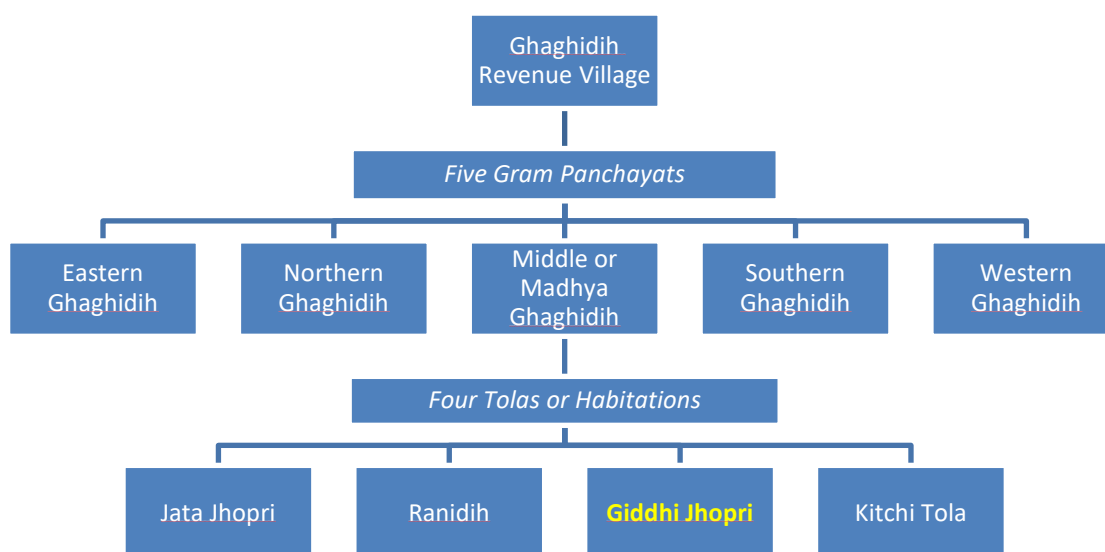 Ghaghidih
Revenue Village
Five Gram Panchayats
Eastern
Ghaghidih
Northern
Ghaghidih
Middle or
Madhya
Ghaghidih
Southern
Ghaghidih
Western
Ghaghidih
Four Tolas or Habitations
Jata Jhopri
Ranidih
Giddhi Jhopri
Kitchi Tola